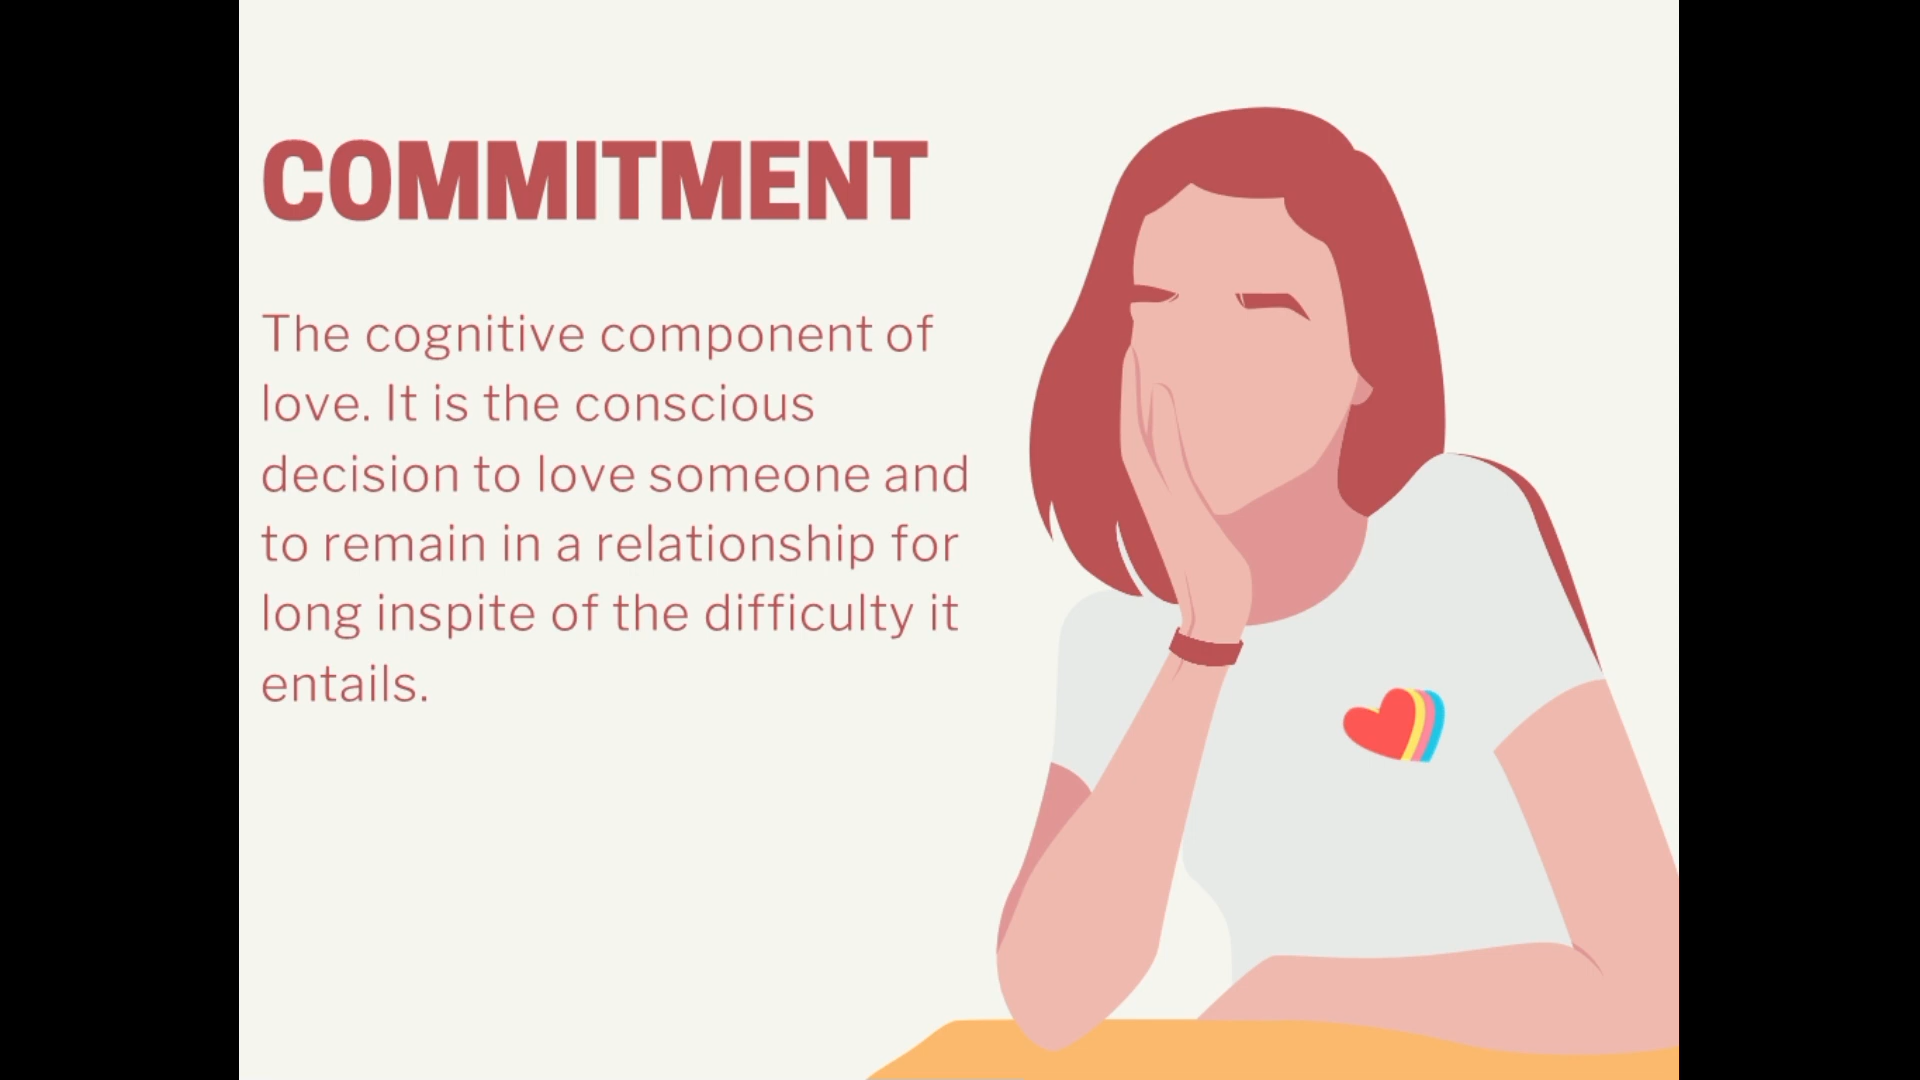 COMMITMENT
The cognitive component of
love. It is the conscious
decision to love someone and
to remain in a relationship for
long inspite of the difficulty it
entails.